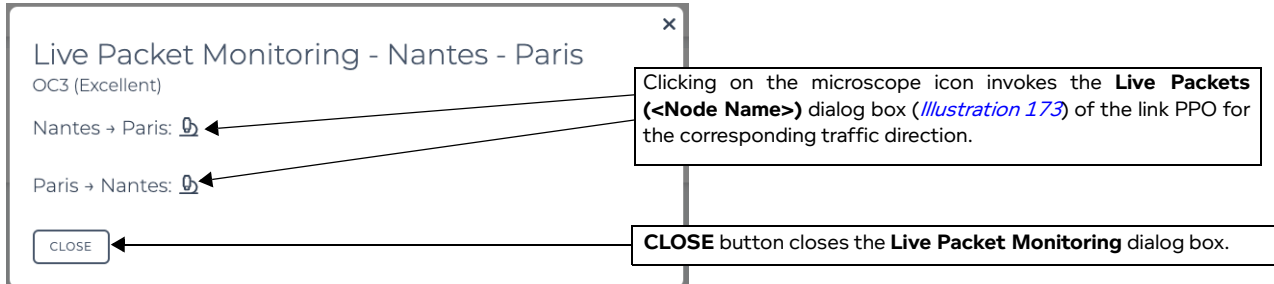 ×
Live Packet Monitoring - Nantes - Paris
OC3 (Excellent)
Nantes → Paris:
Paris → Nantes:
CLOSE
Clicking on the microscope icon invokes the Live Packets
(<Node Name>) dialog box (Illustration 173) of the link PPO for
the corresponding traffic direction.
CLOSE button closes the Live Packet Monitoring dialog box.